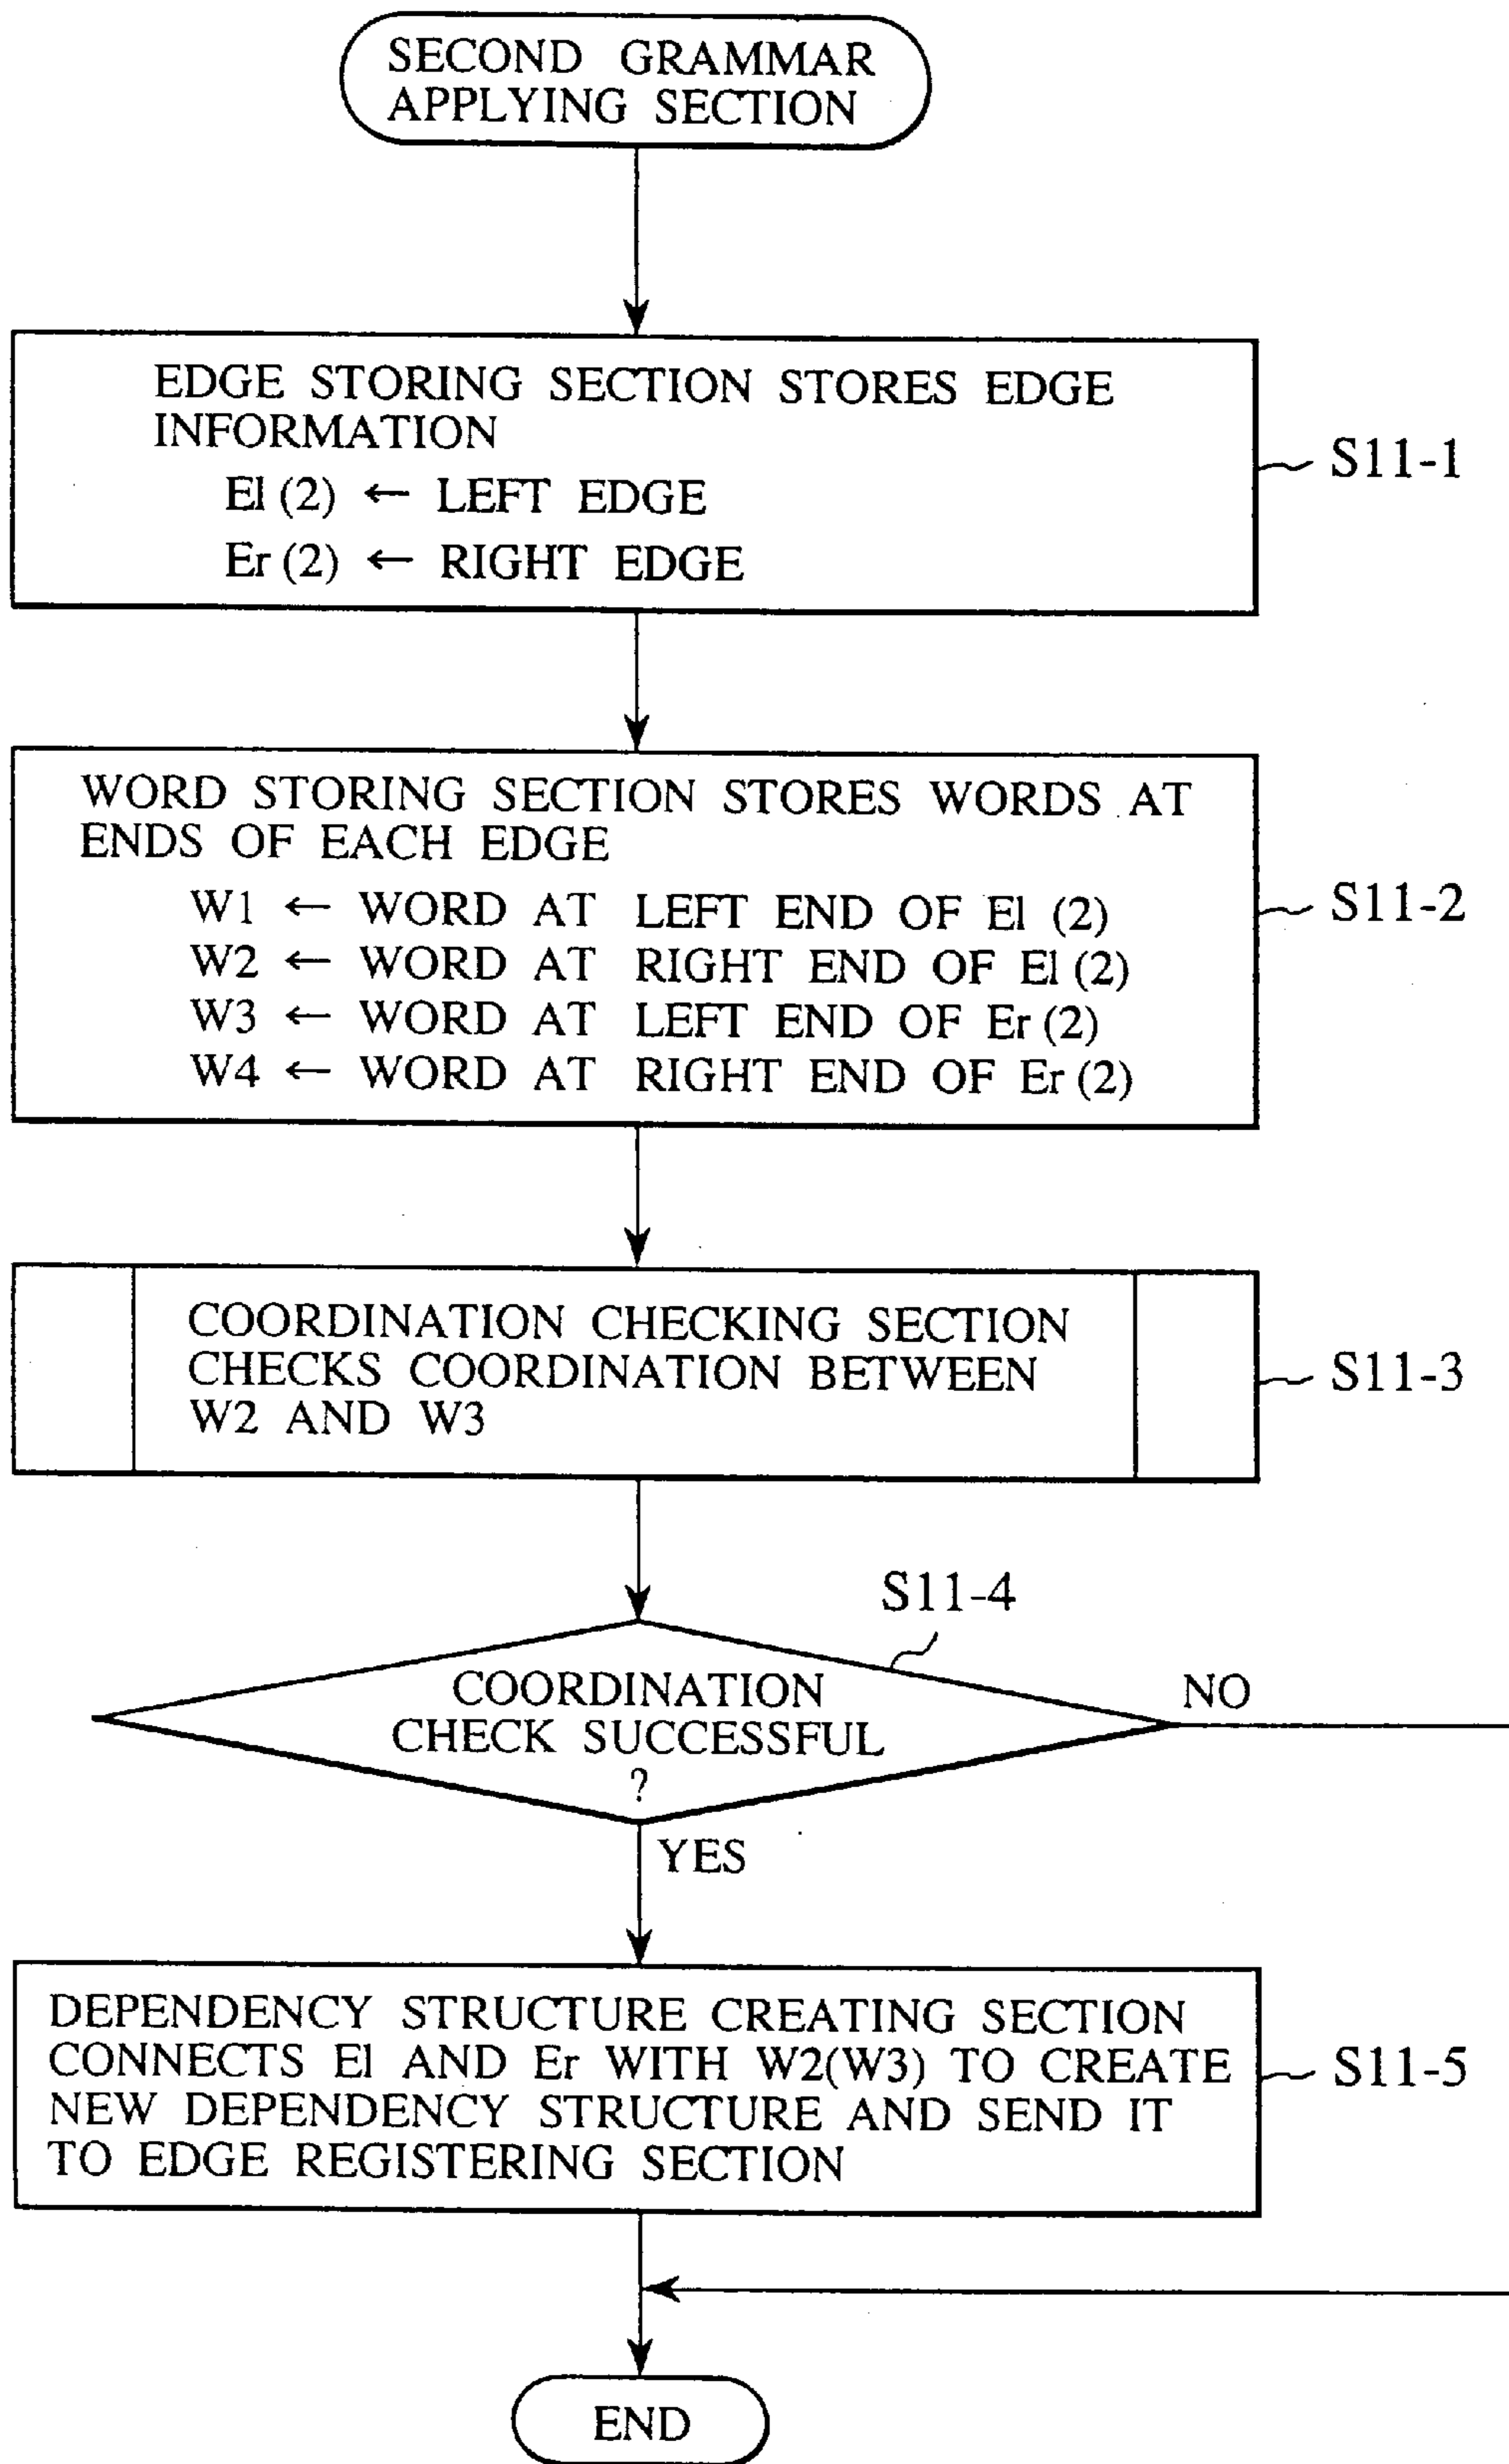 SECOND GRAMMAR
APPLYING SECTION
EDGE STORING SECTION STORES EDGE
INFORMATION
El (2) ← LEFT EDGE
Er (2) ← RIGHT EDGE
S11-1
WORD STORING SECTION STORES WORDS AT
ENDS OF EACH EDGE
W1 ← WORD AT LEFT END OF El (2)
W2 ← WORD AT RIGHT END OF El (2)
W3 ← WORD AT LEFT END OF Er (2)
W4 ← WORD AT RIGHT END OF Er (2)
S11-2
COORDINATION CHECKING SECTION
CHECKS COORDINATION BETWEEN
W2 AND W3
S11-3
S11-4
COORDINATION
CHECK SUCCESSFUL
?
NO
YES
DEPENDENCY STRUCTURE CREATING SECTION
CONNECTS El AND Er WITH W2(W3) TO CREATE
NEW DEPENDENCY STRUCTURE AND SEND IT
TO EDGE REGISTERING SECTION
S11-5
END